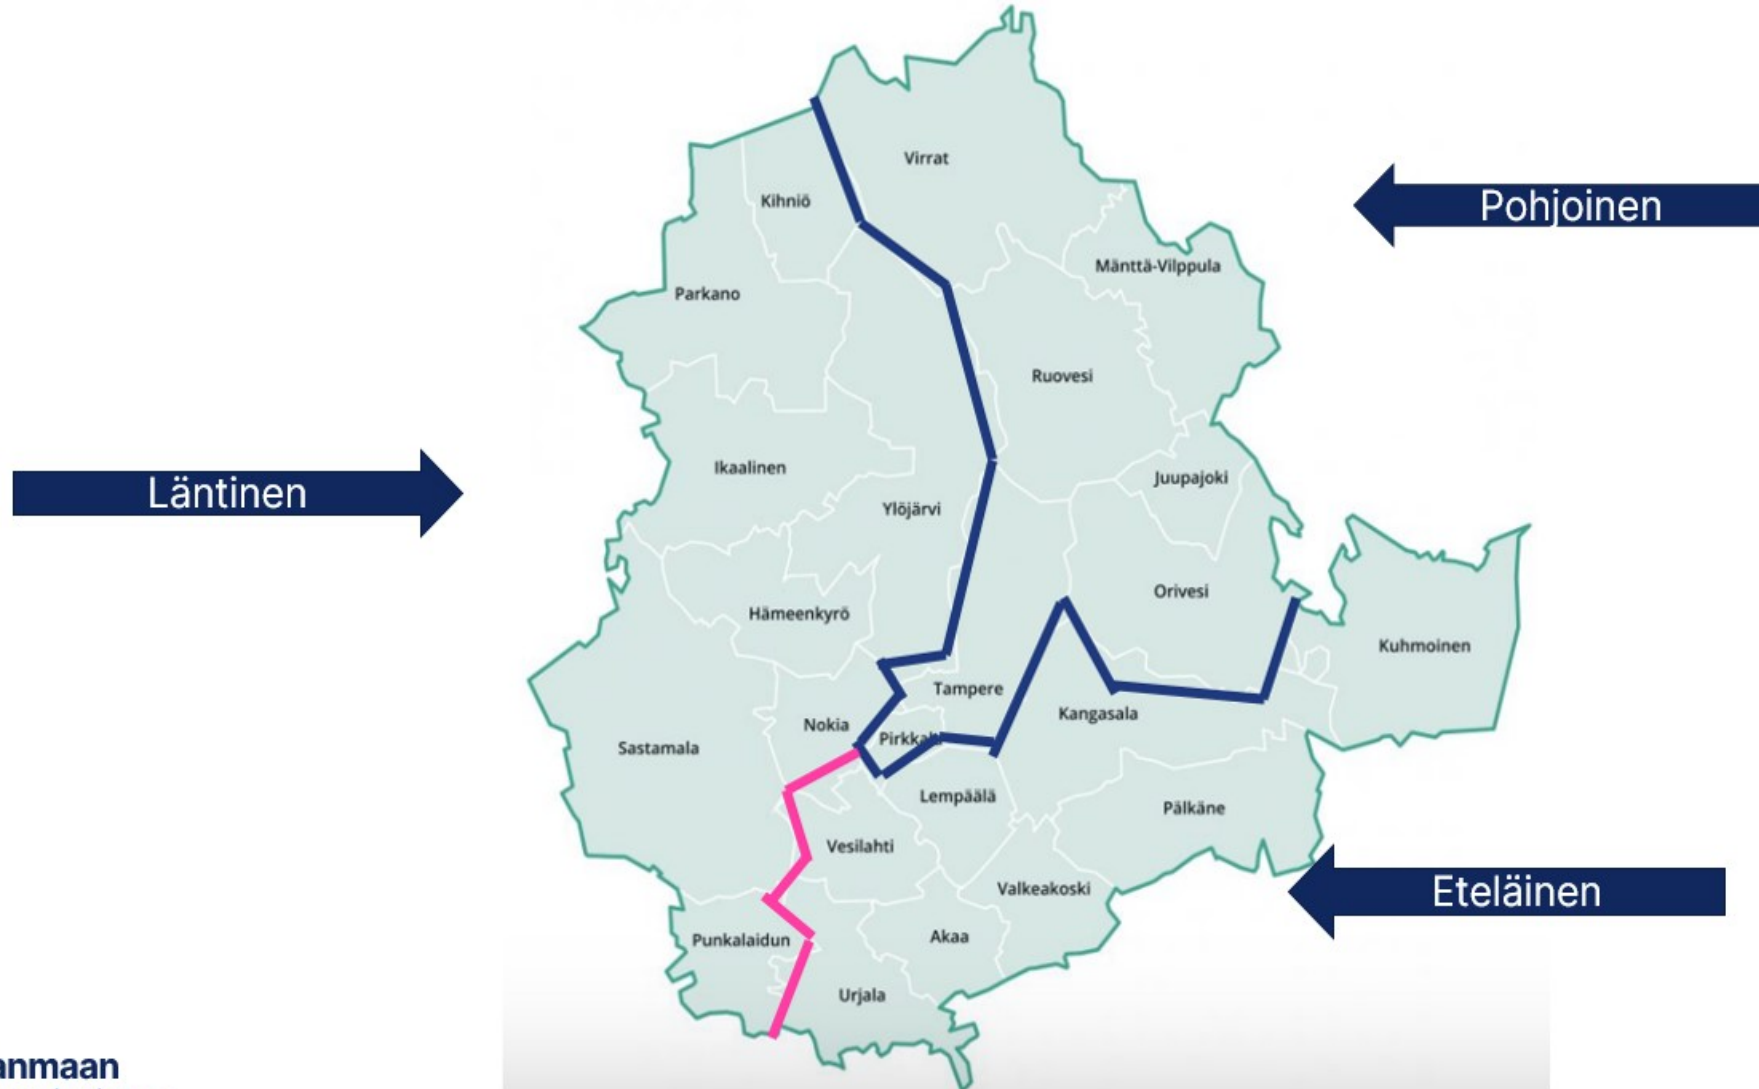 Virrat
Kihniö
Pohjoinen
Mänttä-Vilppula
Parkano
Ruovesi
Läntinen
Ikaalinen
Juupajoki
Ylöjärvi
Orivesi
Hämeenkyrö
Kuhmoinen
Tampere
Kangasala
Nokia
Sastamala
Lempäälä
Pälkäne
Vesilahti
Valkeakoski
Eteläinen
Punkalaidun
Akaa
Urjala
anmaan